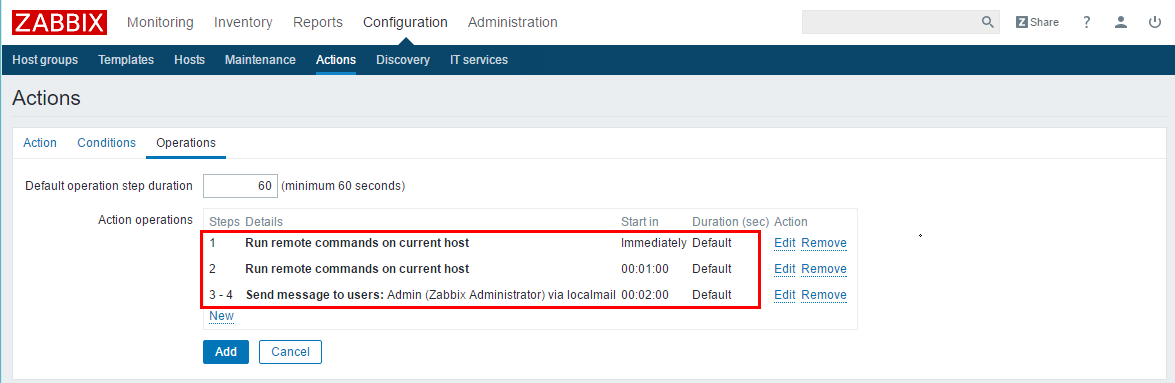 ZABBIX Monitoring Inventory Reports Configuration Administration Z Share ?
Host groups Templates Hosts Maintenance Actions Discovery IT services
Actions
Action Conditions Operations
Default operation step duration 60 (minimum 60 seconds)
Action operations Steps Details Start in Duration (sec) Action
1 Run remote commands on current host Immediately Default Edit Remove
2 Run remote commands on current host 00:01:00 Default Edit Remove
3 - 4 Send message to users: Admin (Zabbix Administrator) via localmail 00:02:00 Default Edit Remove
New
Add Cancel